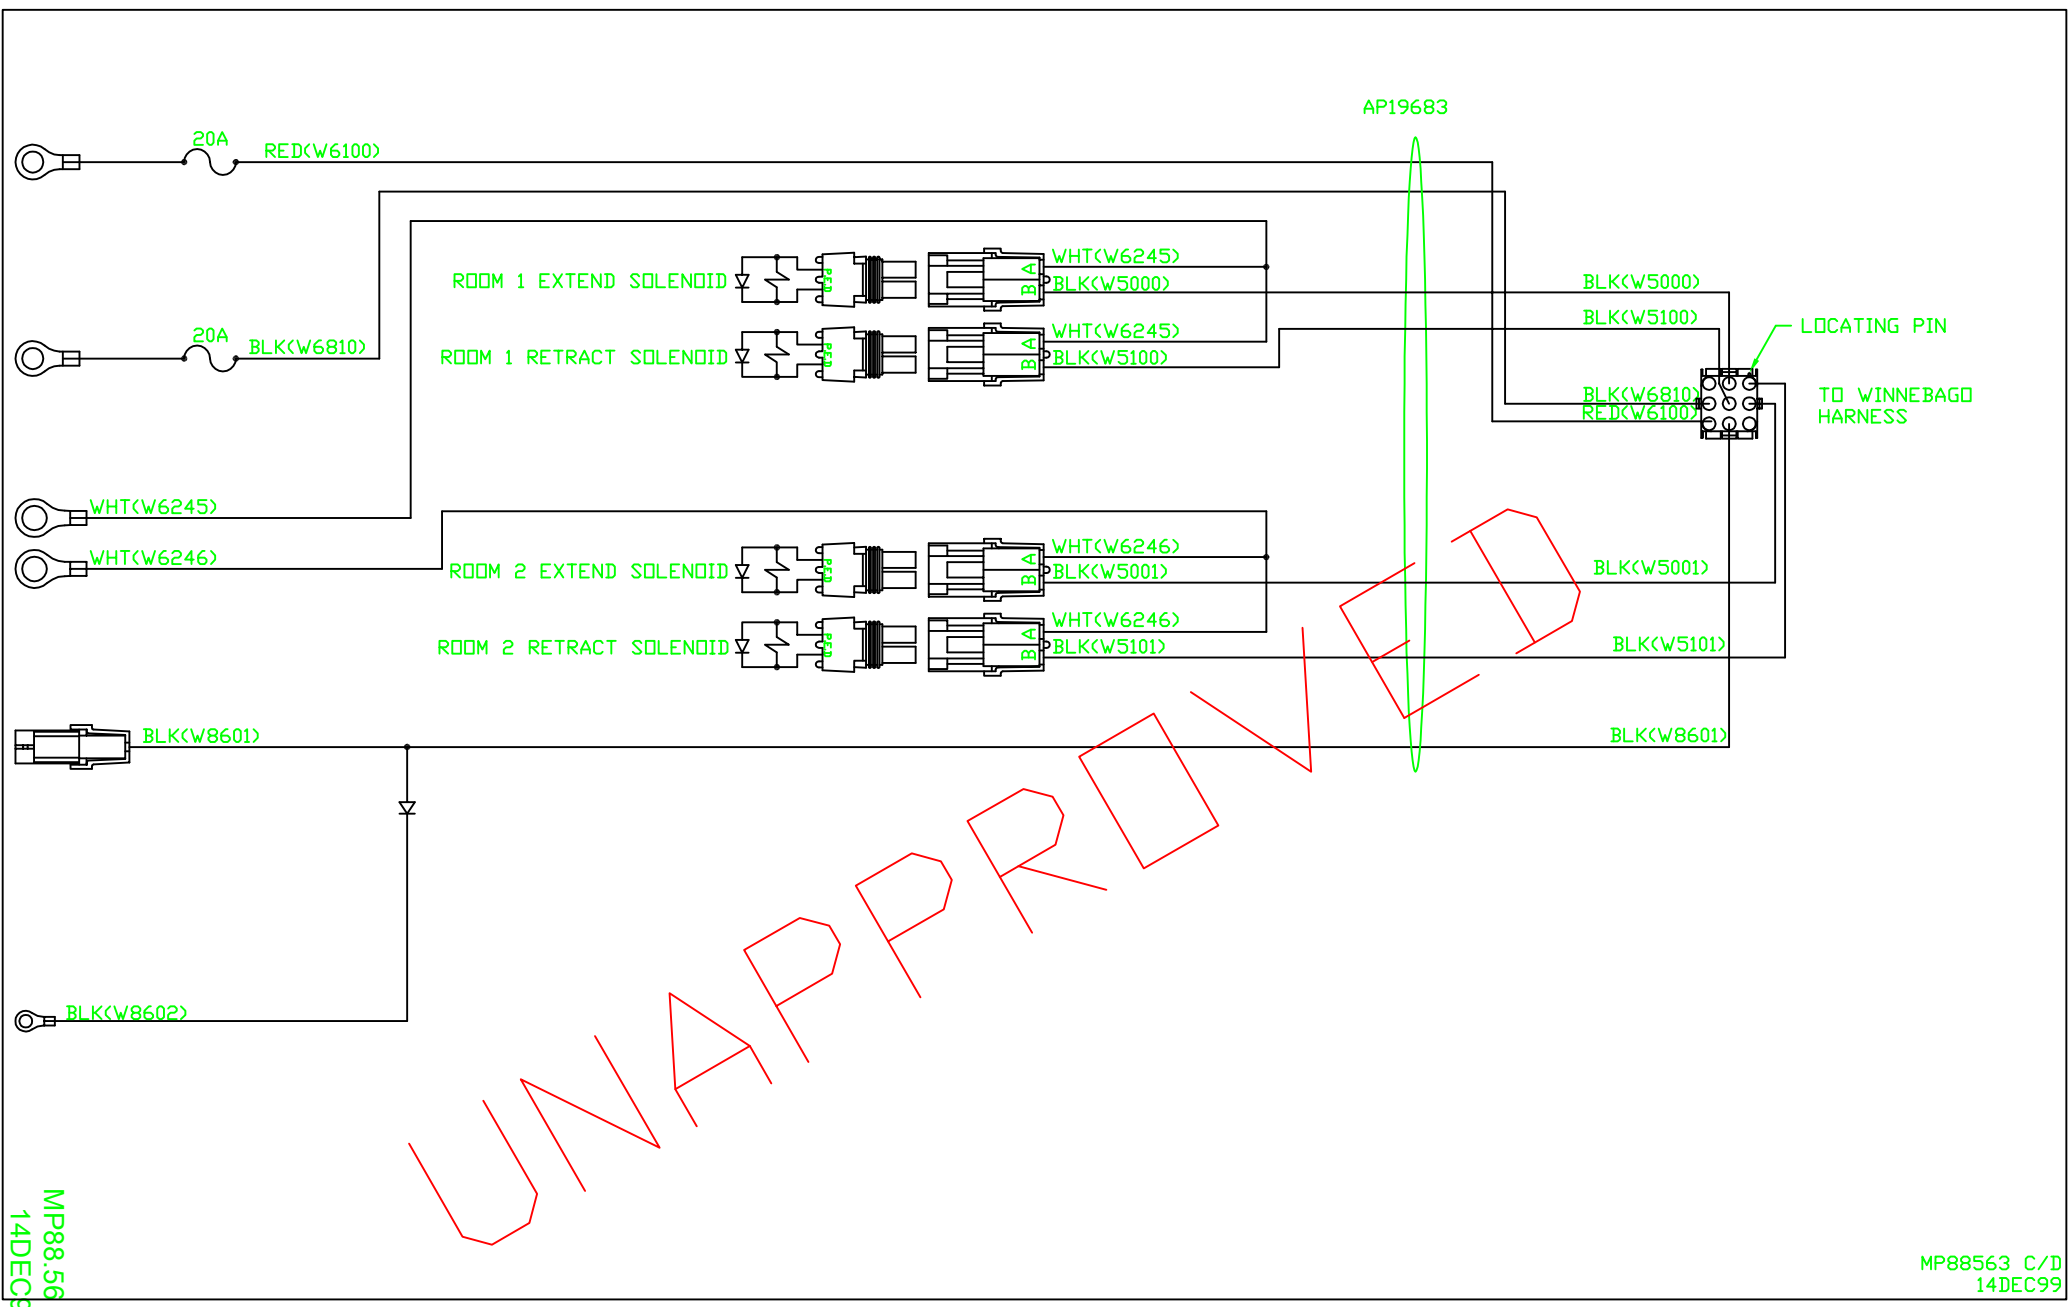 AP19683
20A
RED(W6100)
WHT(W6245)
ROOM 1 EXTEND SOLENOID
P.E.D
A
B
BLK(W5000)
BLK(W5000)
BLK(W5100)
LOCATING PIN
20A
BLK(W6810)
WHT(W6245)
ROOM 1 RETRACT SOLENOID
P.E.D
A
B
BLK(W5100)
BLK(W6810)
RED(W6100)
TO WINNEBAGO
HARNESS
WHT(W6245)
WHT(W6246)
WHT(W6246)
ROOM 2 EXTEND SOLENOID
P.E.D
A
B
BLK(W5001)
BLK(W5001)
WHT(W6246)
ROOM 2 RETRACT SOLENOID
P.E.D
A
B
BLK(W5101)
BLK(W5101)
BLK(W8601)
BLK(W8601)
UNAPPROVED
BLK(W8602)
MP88.56
14DEC9
MP88563 C/D
14DEC99